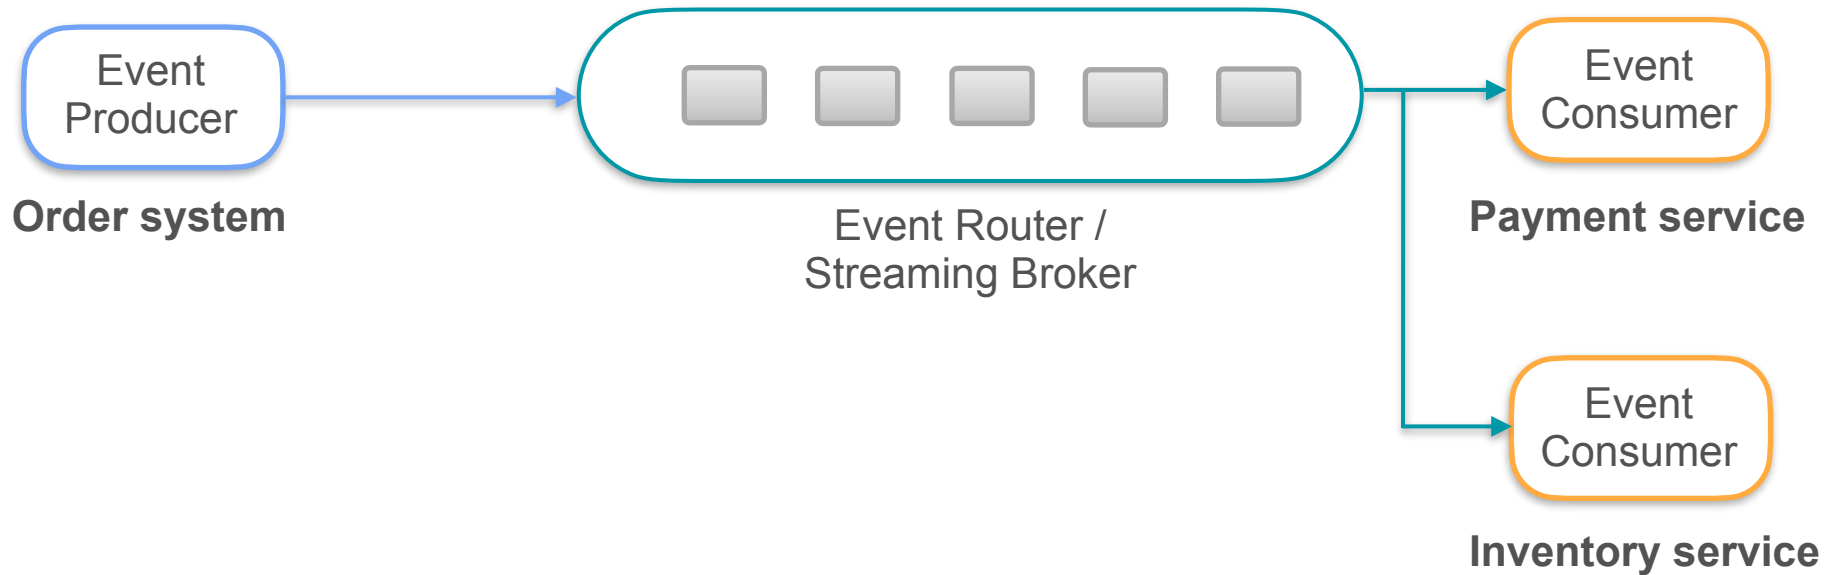 Event
Producer
Order system
Event Router /
Streaming Broker
Event
Consumer
Payment service
Event
Consumer
Inventory service